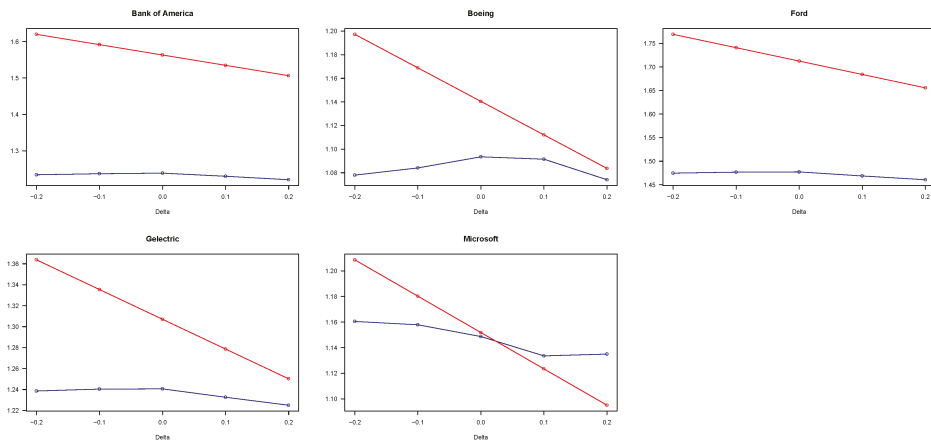 Bank of America
1.6
1.5
1.4
1.3
−0.2 −0.1 0.0 0.1 0.2
Delta
Boeing
1.20
1.18
1.16
1.14
1.12
1.10
1.08
−0.2 −0.1 0.0 0.1 0.2
Delta
Ford
1.75
1.70
1.65
1.60
1.55
1.50
1.45
−0.2 −0.1 0.0 0.1 0.2
Delta
Gelectric
1.36
1.34
1.32
1.30
1.28
1.26
1.24
1.22
−0.2 −0.1 0.0 0.1 0.2
Delta
Microsoft
1.20
1.18
1.16
1.14
1.12
1.10
−0.2 −0.1 0.0 0.1 0.2
Delta